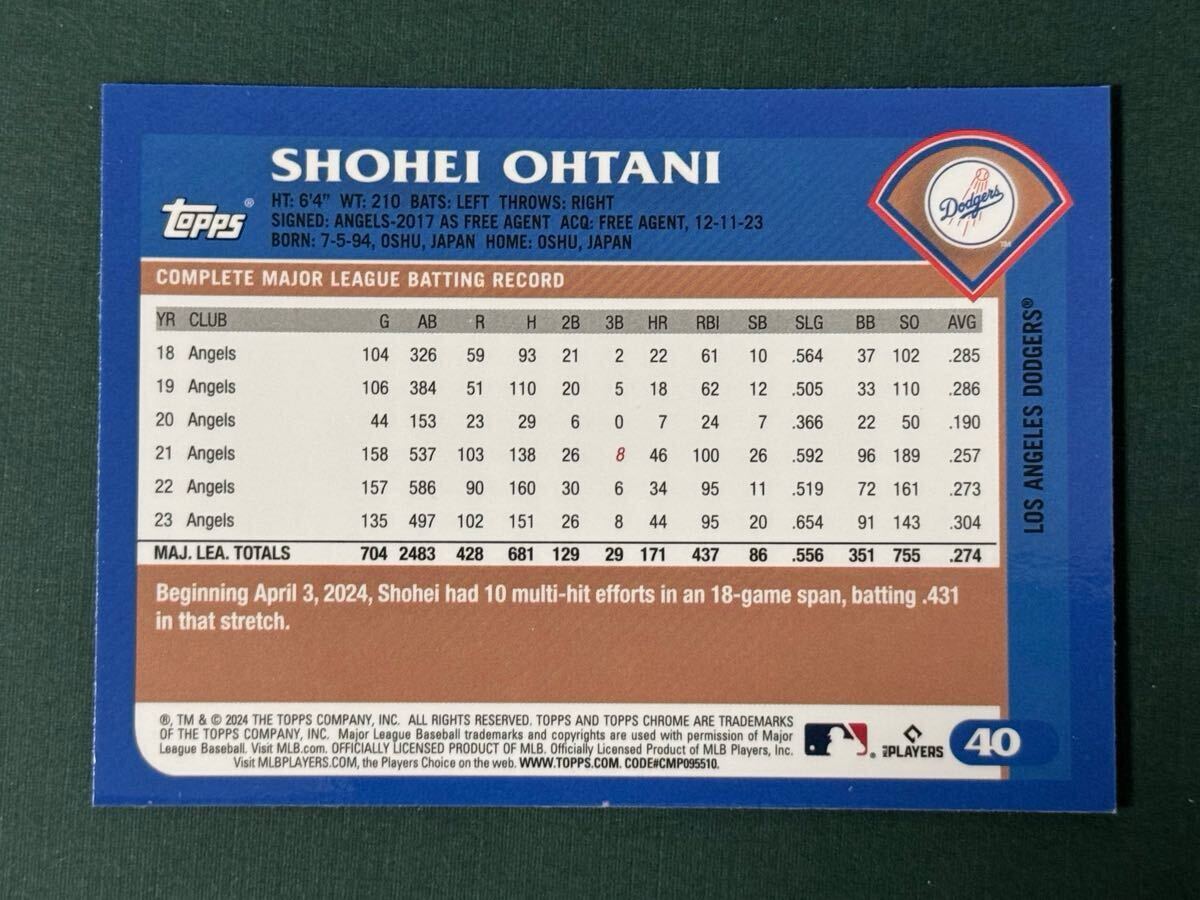 SHOHEI OHTANI
topps®
HT: 6'4" WT: 210 BATS: LEFT THROWS: RIGHT
SIGNED: ANGELS-2017 AS FREE AGENT ACQ: FREE AGENT, 12-11-23
BORN: 7-5-94, OSHU, JAPAN HOME: OSHU, JAPAN
Dodgers
TM
COMPLETE MAJOR LEAGUE BATTING RECORD
YR CLUB G AB R H 2B 3B HR RBI SB SLG BB SO AVG
18 Angels 104 326 59 93 21 2 22 61 10 .564 37 102 .285
19 Angels 106 384 51 110 20 5 18 62 12 .505 33 110 .286
20 Angels 44 153 23 29 6 0 7 24 7 .366 22 50 .190
21 Angels 158 537 103 138 26 8 46 100 26 .592 96 189 .257
22 Angels 157 586 90 160 30 6 34 95 11 .519 72 161 .273
23 Angels 135 497 102 151 26 8 44 95 20 .654 91 143 .304
MAJ. LEA. TOTALS 704 2483 428 681 129 29 171 437 86 .556 351 755 .274
LOS ANGELES DODGERS®
Beginning April 3, 2024, Shohei had 10 multi-hit efforts in an 18-game span, batting .431
in that stretch.
®, TM & © 2024 THE TOPPS COMPANY, INC. ALL RIGHTS RESERVED. TOPPS AND TOPPS CHROME ARE TRADEMARKS
OF THE TOPPS COMPANY, INC. Major League Baseball trademarks and copyrights are used with permission of Major
League Baseball. Visit MLB.com. OFFICIALLY LICENSED PRODUCT OF MLB. Officially Licensed Product of MLB Players, Inc.
Visit MLBPLAYERS.COM, the Players Choice on the web. WWW.TOPPS.COM. CODE#CMP095510.
®
MLB PLAYERS
40